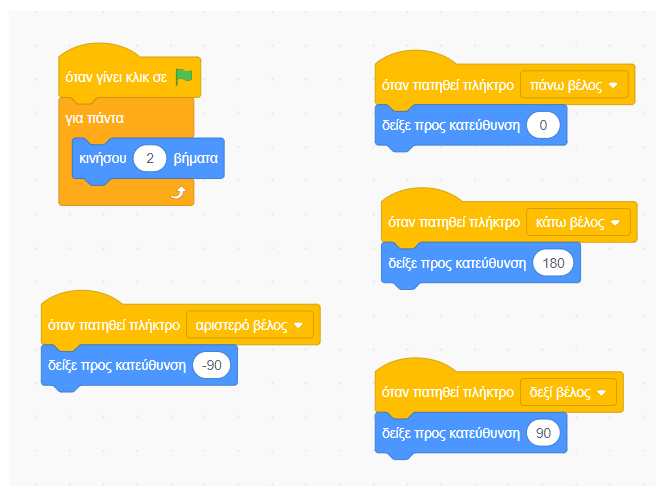 όταν γίνει κλικ σε
για πάντα
κινήσου 2 βήματα
όταν πατηθεί πλήκτρο αριστερό βέλος
δείξε προς κατεύθυνση -90
όταν πατηθεί πλήκτρο πάνω βέλος
δείξε προς κατεύθυνση 0
όταν πατηθεί πλήκτρο κάτω βέλος
δείξε προς κατεύθυνση 180
όταν πατηθεί πλήκτρο δεξί βέλος
δείξε προς κατεύθυνση 90